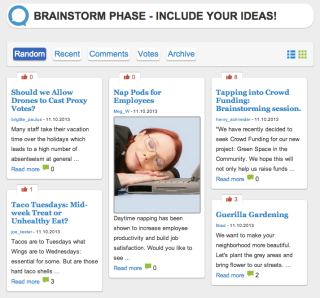 BRAINSTORM PHASE - INCLUDE YOUR IDEAS!
Random Recent Comments Votes Archive
0
Should we Allow
Drones to Cast Proxy
Votes?
brigitte_paulus - 11.10.2013
Many staff take their vacation
time over the holidays which
leads to a high number of
absenteeism at general ...
Read more 0
1
Taco Tuesdays: Mid-
week Treat or
Unhealthy Eat?
joe_tester - 11.10.2013
Tacos are to Tuesdays what
Wings are to Wednesdays:
essential for some. But are those
hard taco shells ...
Read more 3
0
Nap Pods for
Employees
Meg_W - 11.10.2013
Daytime napping has been
shown to increase employee
productivity and build job
satisfaction. Would you like to
see ...
Read more 0
8
Tapping into Crowd
Funding:
Brainstorming session.
henry_schneider - 11.10.2013
"We have recently decided to
seek Crowd Funding for our new
project: Green Space in the
Community. We hope this will
not only help us raise funds ...
Read more 0
3
Guerilla Gardening
- 11.10.2013
We want to make your
neighborhood more beautiful.
Let's plant the grey areas and
bring flower to our streets. ...
Read more 2